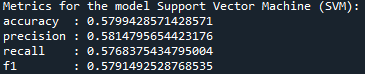 Metrics for the model Support Vector Machine (SVM):
accuracy  : 0.5799428571428571
precision : 0.5814795654423176
recall    : 0.5768375434795004
f1        : 0.5791492528768535